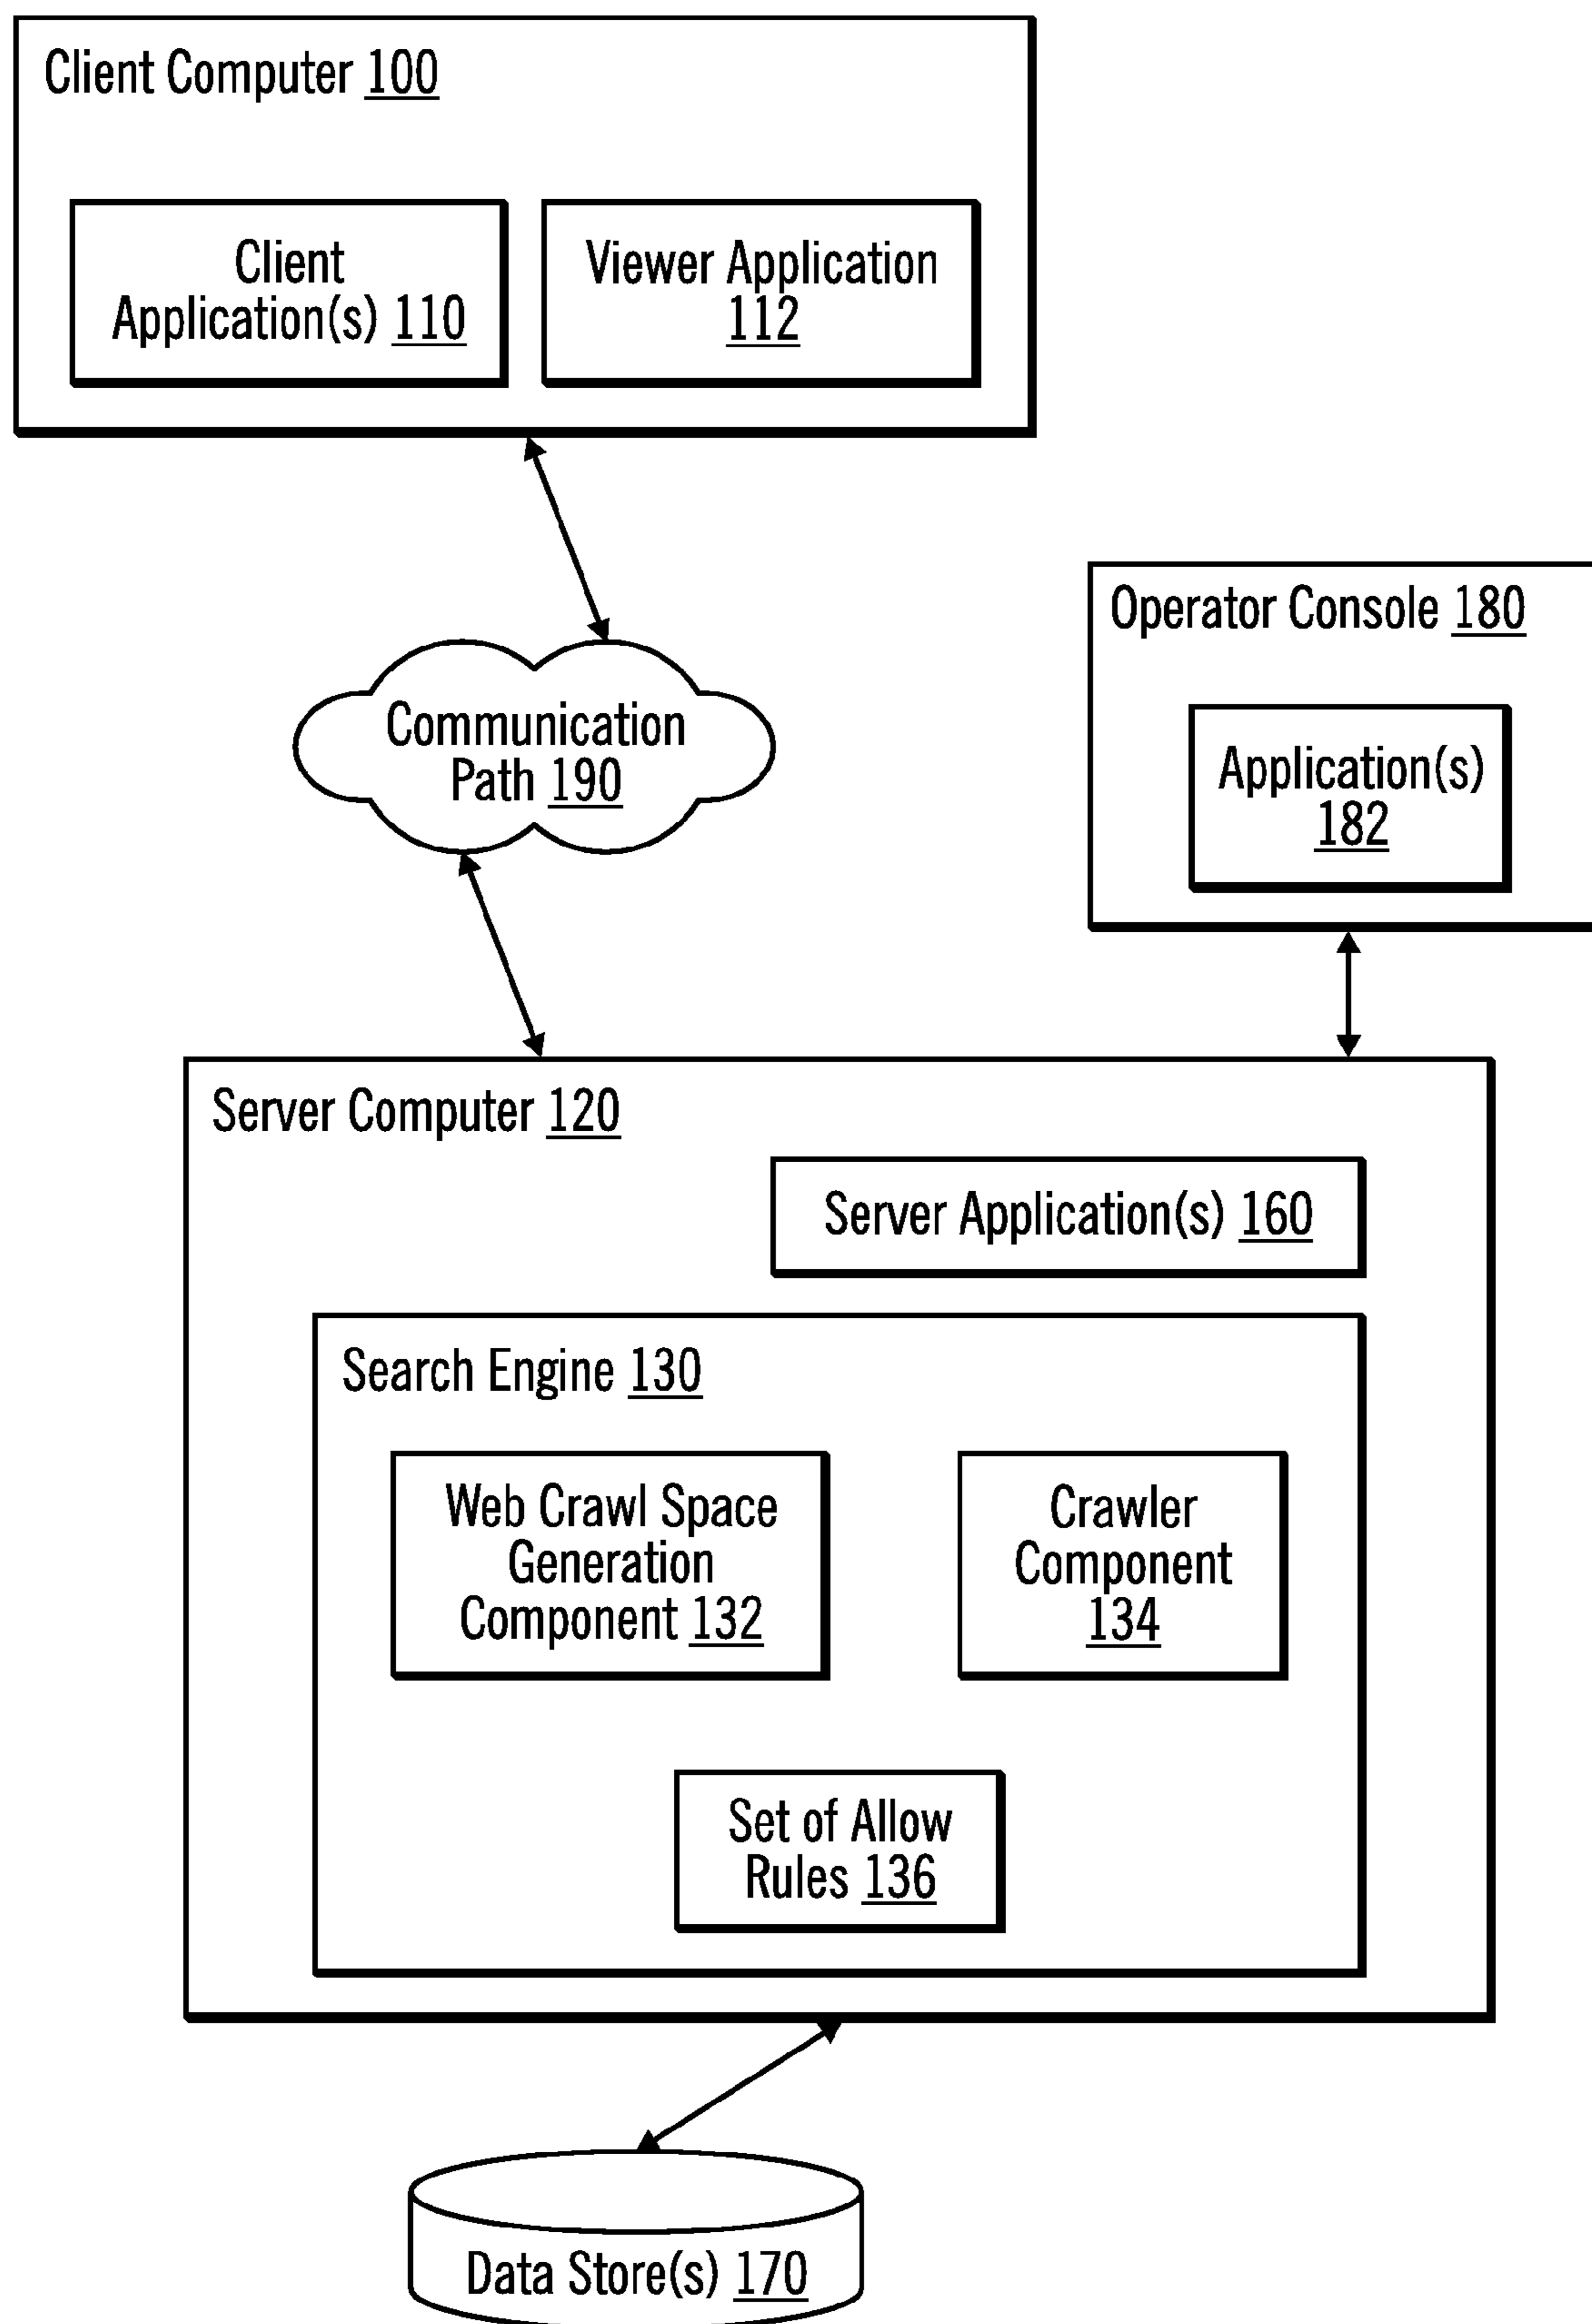 Client Computer 100
Client
Application(s) 110
Viewer Application
112
Communication
Path 190
Operator Console 180
Application(s)
182
Server Computer 120
Server Application(s) 160
Search Engine 130
Web Crawl Space
Generation
Component 132
Crawler
Component
134
Set of Allow
Rules 136
Data Store(s) 170